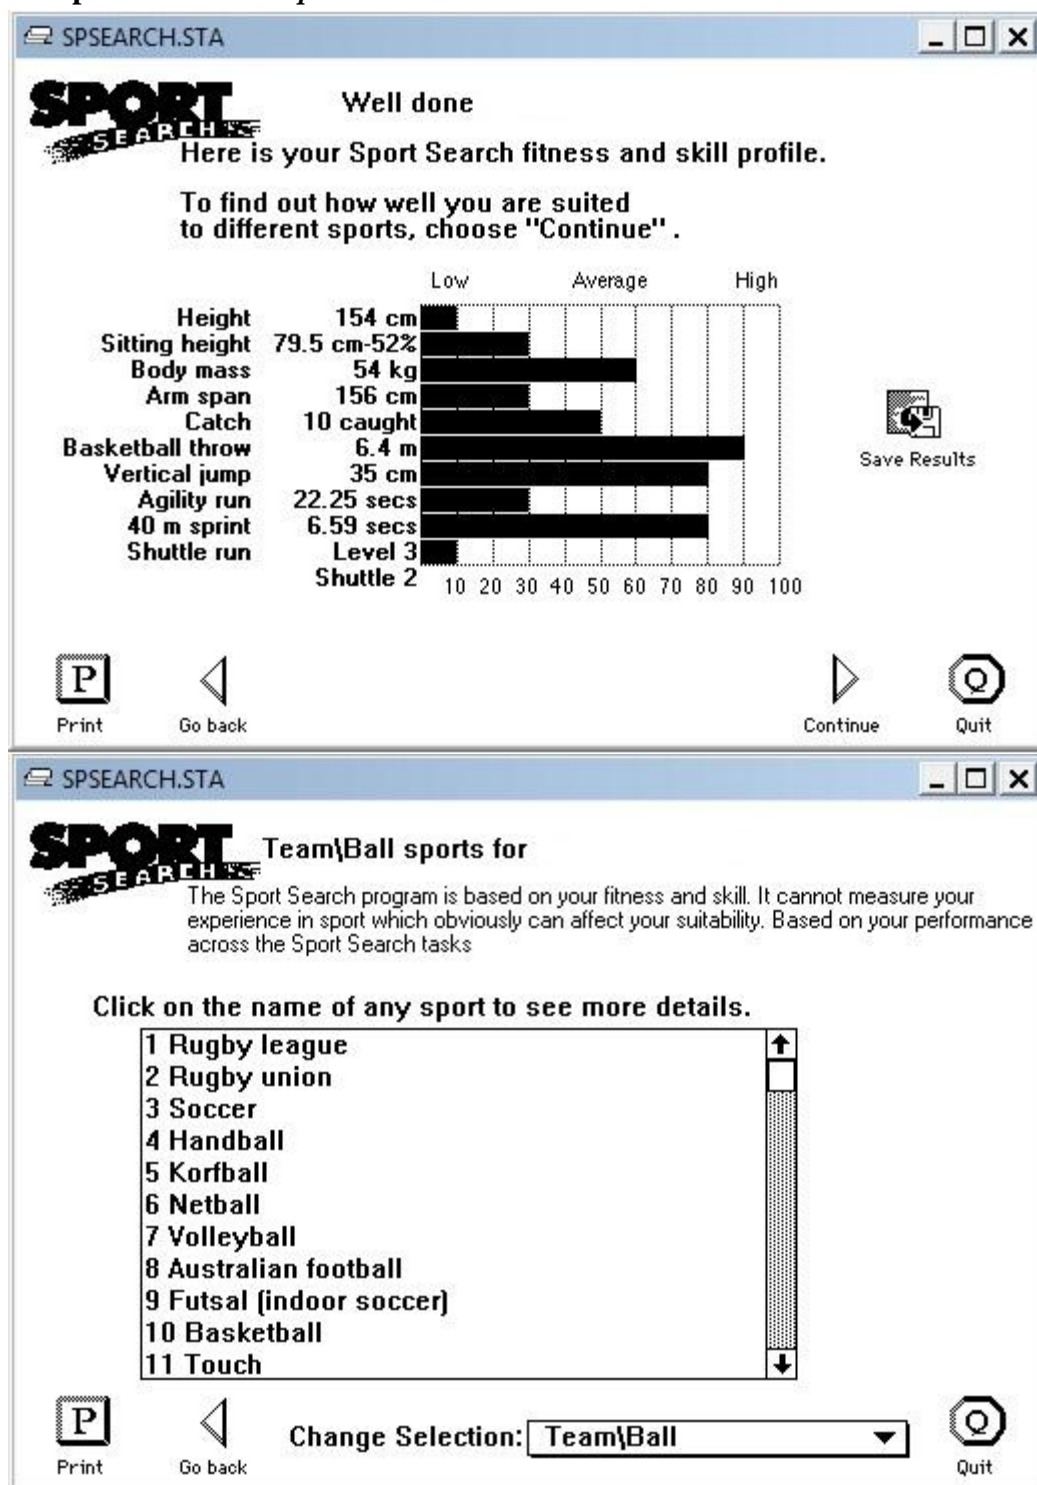 SPSEARCH.STA
SPORT
SEARCH
Well done
Here is your Sport Search fitness and skill profile.
To find out how well you are suited
to different sports, choose "Continue" .
Low Average High
Height 154 cm
Sitting height 79.5 cm-52%
Body mass 54 kg
Arm span 156 cm
Catch 10 caught
Basketball throw 6.4 m
Vertical jump 35 cm
Agility run 22.25 secs
40 m sprint 6.59 secs
Shuttle run Level 3
Shuttle 2
10 20 30 40 50 60 70 80 90 100
Save Results
P
Print
Go back
Continue
Q
Quit
SPSEARCH.STA
SPORT
SEARCH
Team\Ball sports for
The Sport Search program is based on your fitness and skill. It cannot measure your
experience in sport which obviously can affect your suitability. Based on your performance
across the Sport Search tasks
Click on the name of any sport to see more details.
1 Rugby league
2 Rugby union
3 Soccer
4 Handball
5 Korfball
6 Netball
7 Volleyball
8 Australian football
9 Futsal (indoor soccer)
10 Basketball
11 Touch
P
Print
Go back
Change Selection: Team\Ball
Q
Quit